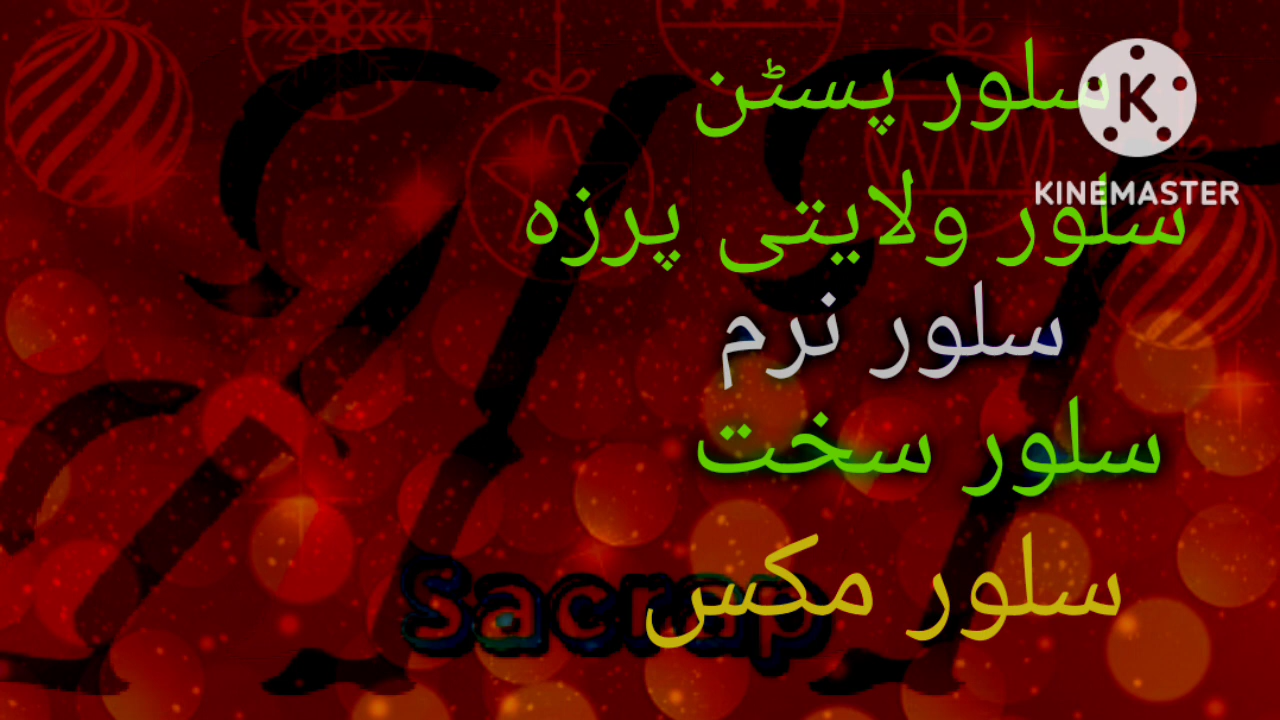 سلور پسٹن
سلور ولایتی پرزہ
سلور نرم
سلور سخت
سلور مکس
Sacrap
K
KINEMASTER